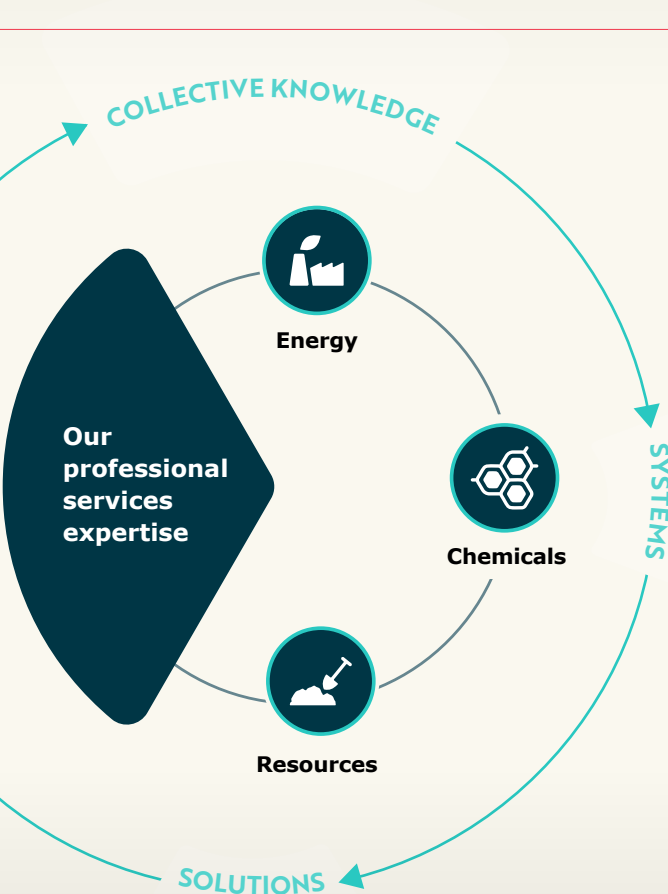 COLLECTIVE KNOWLEDGE
Energy
Our
professional
services
expertise
SYSTEMS
Chemicals
Resources
SOLUTIONS